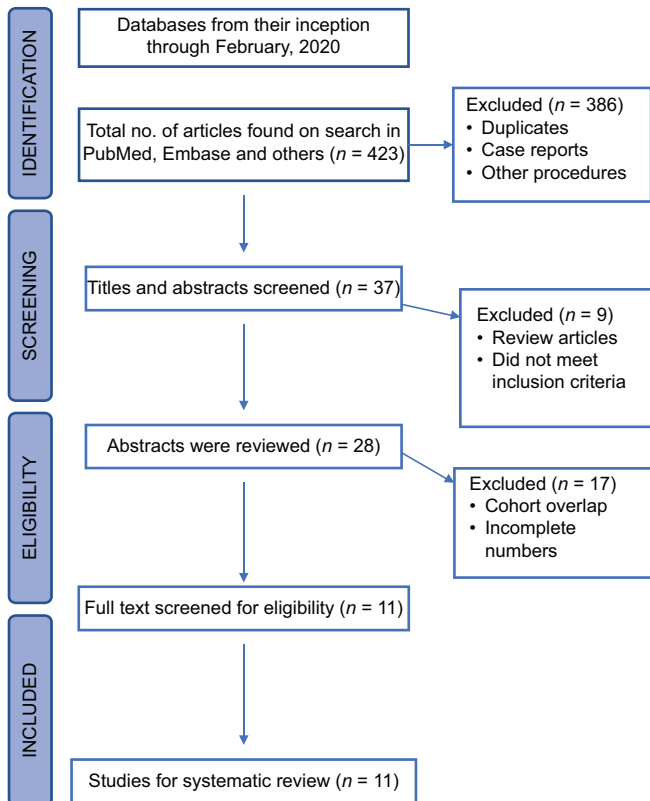 IDENTIFICATION
Databases from their inception
through February, 2020
Total no. of articles found on search in
PubMed, Embase and others (n = 423)
Excluded (n = 386)
• Duplicates
• Case reports
• Other procedures
SCREENING
Titles and abstracts screened (n = 37)
Excluded (n = 9)
• Review articles
• Did not meet
inclusion criteria
ELIGIBILITY
Abstracts were reviewed (n = 28)
Excluded (n = 17)
• Cohort overlap
• Incomplete
numbers
Full text screened for eligibility (n = 11)
INCLUDED
Studies for systematic review (n = 11)